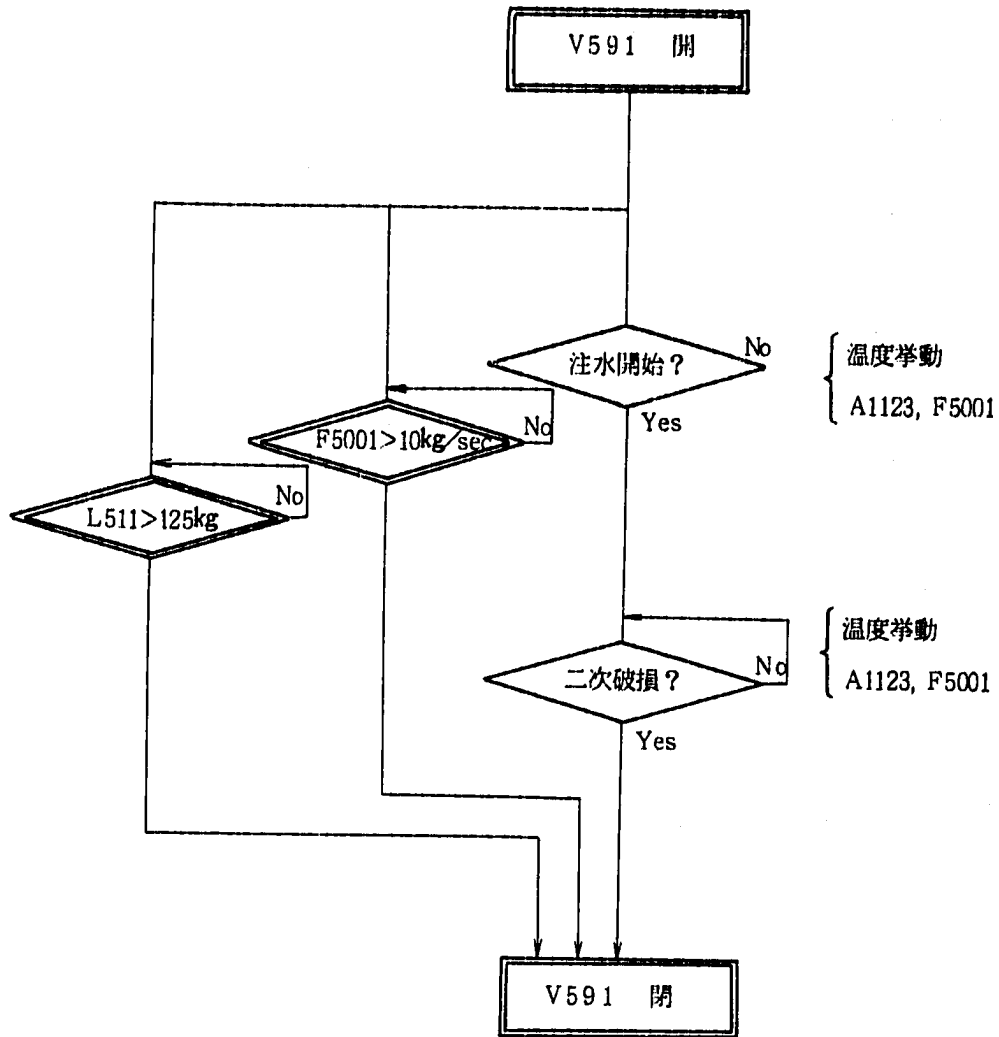 V591 開
注水開始？
No
Yes
温度挙動
A1123, F5001
F5001>10kg/sec
No
L511>125kg
No
二次破損？
No
Yes
温度挙動
A1123, F5001
V591 閉